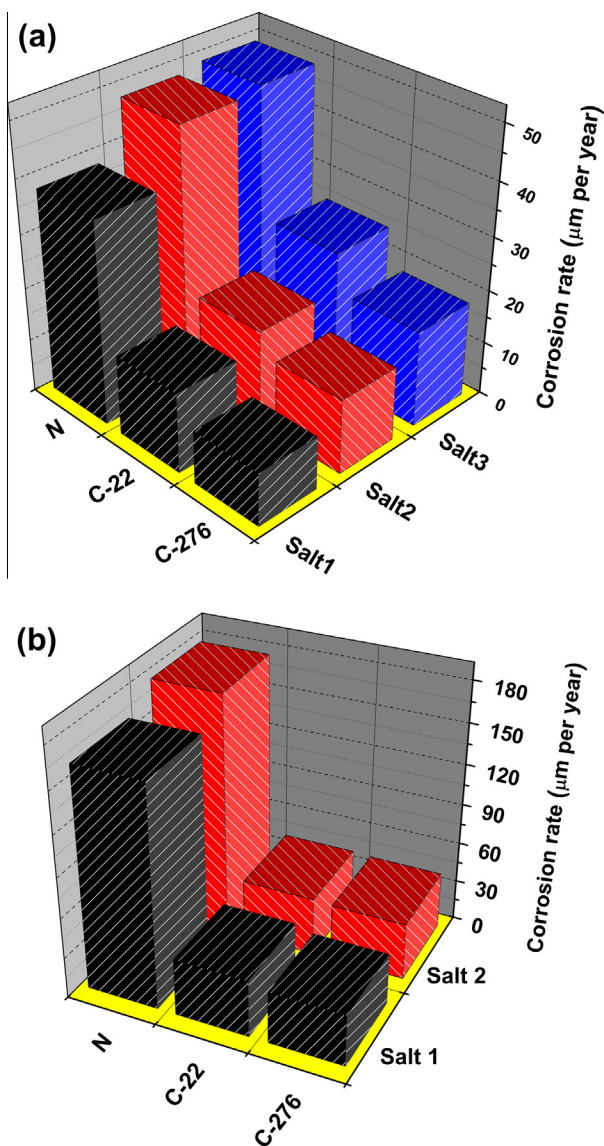 (a)
50
40
30
20
10
0
Corrosion rate (μm per year)
N
C-22
C-276
Salt1
Salt2
Salt3
(b)
180
150
120
90
60
30
0
Corrosion rate (μm per year)
N
C-22
C-276
Salt 1
Salt 2